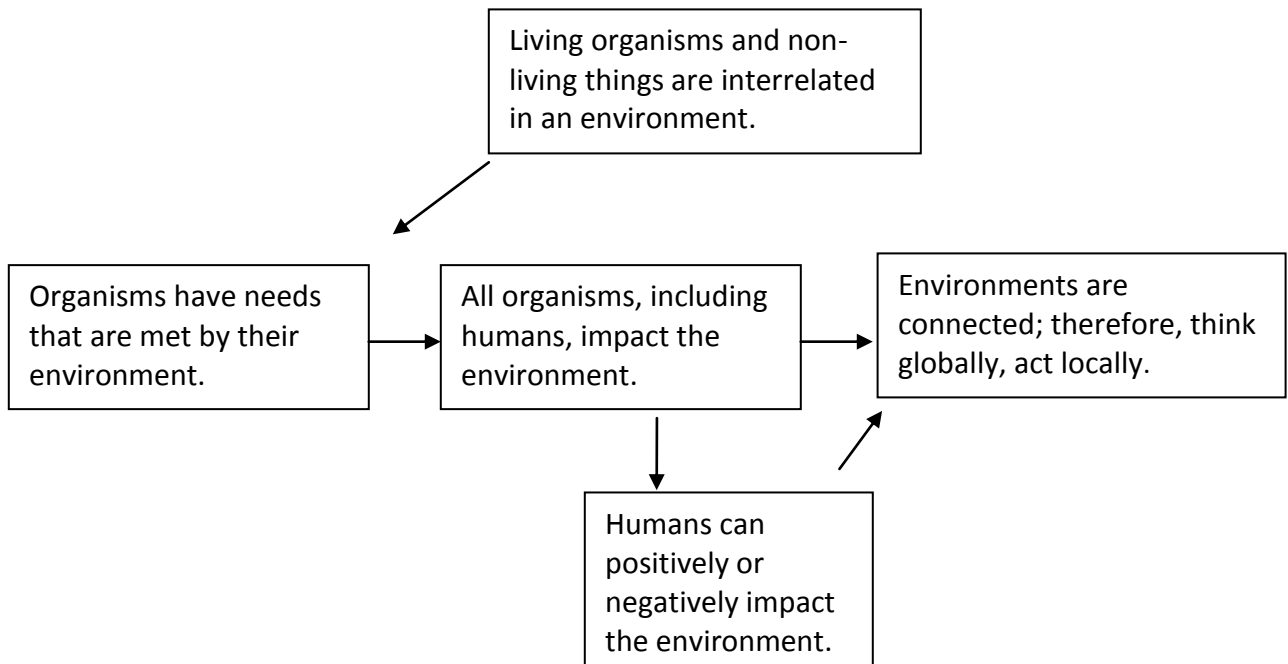 Living organisms and non-
living things are interrelated
in an environment.
Organisms have needs
that are met by their
environment.
All organisms, including
humans, impact the
environment.
Environments are
connected; therefore, think
globally, act locally.
Humans can
positively or
negatively impact
the environment.